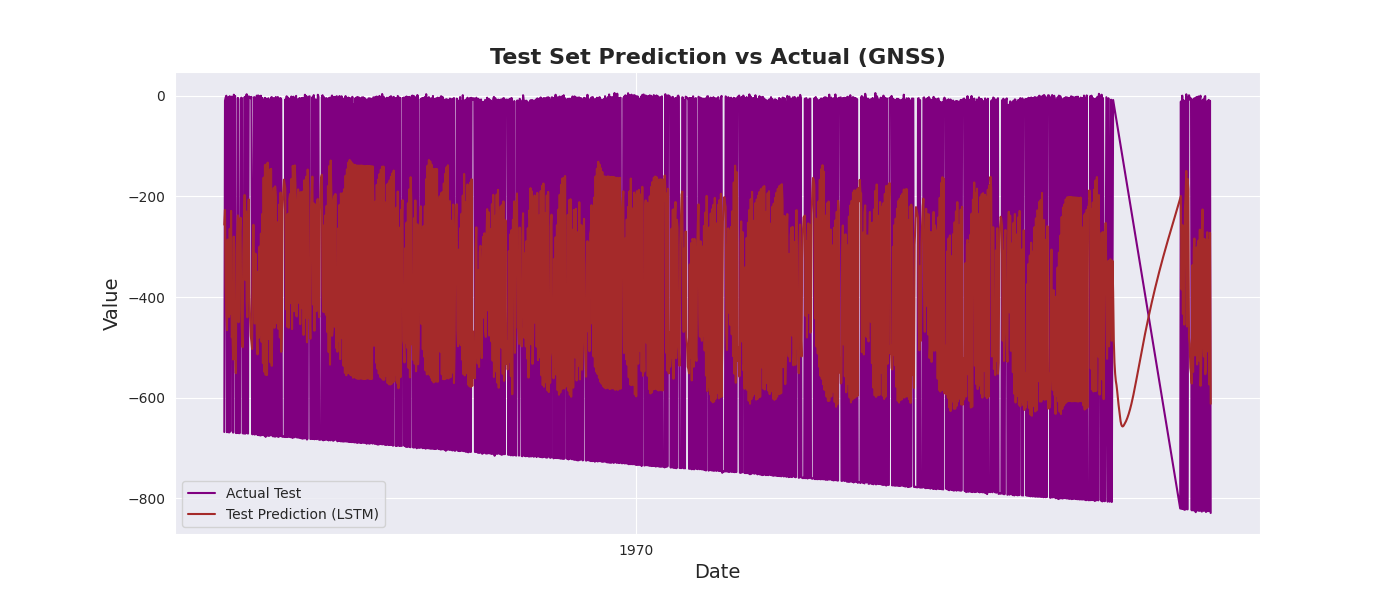 Test Set Prediction vs Actual (GNSS)
0
−200
−400
−600
−800
Value
Actual Test
Test Prediction (LSTM)
1970
Date